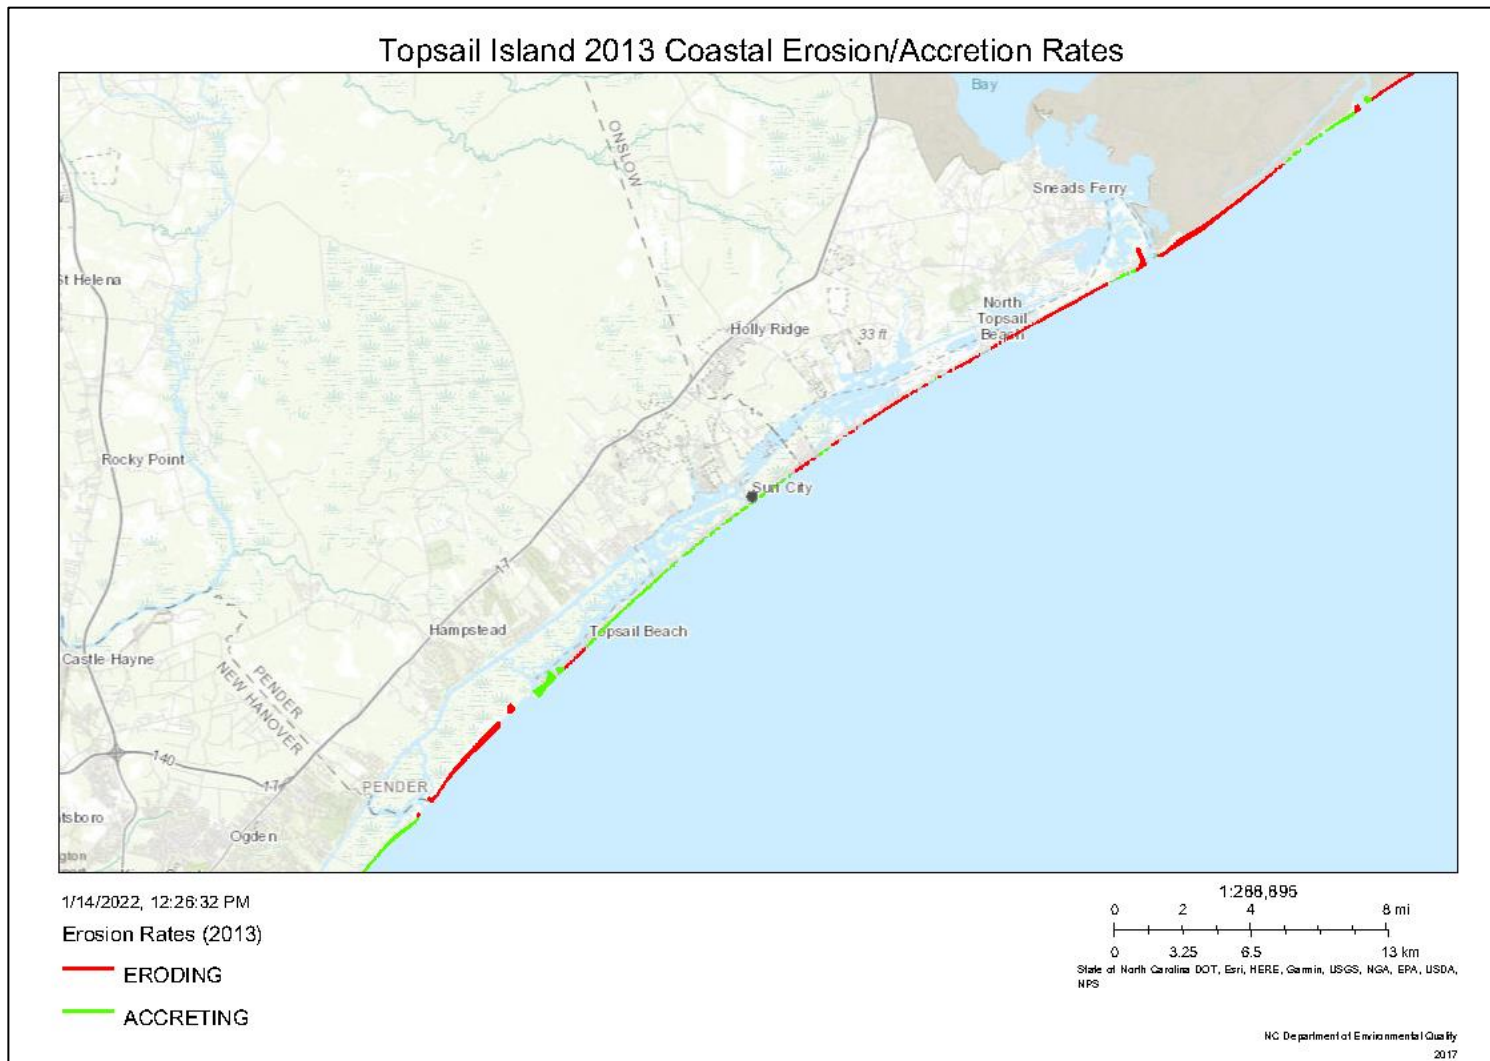 Topsail Island 2013 Coastal Erosion/Accretion Rates
Bay
ONSLOW
Sneads Ferry
St Helena
North
Topsail
Beach
Holly Ridge
33 ft
Rocky Point
Surf City
17
Hampstead
Topsail Beach
Castle Hayne
PENDER
NEW HANOVER
140
17
PENDER
tsboro
Ogden
gton
1/14/2022, 12:26:32 PM
Erosion Rates (2013)
ERODING
ACCRETING
0 2 4 8 mi
0 3.25 6.5 13 km
State of North Carolina DOT, Esri, HERE, Garmin, USGS, NGA, EPA, USDA,
NPS
NC Department of Environmental Quality
2017